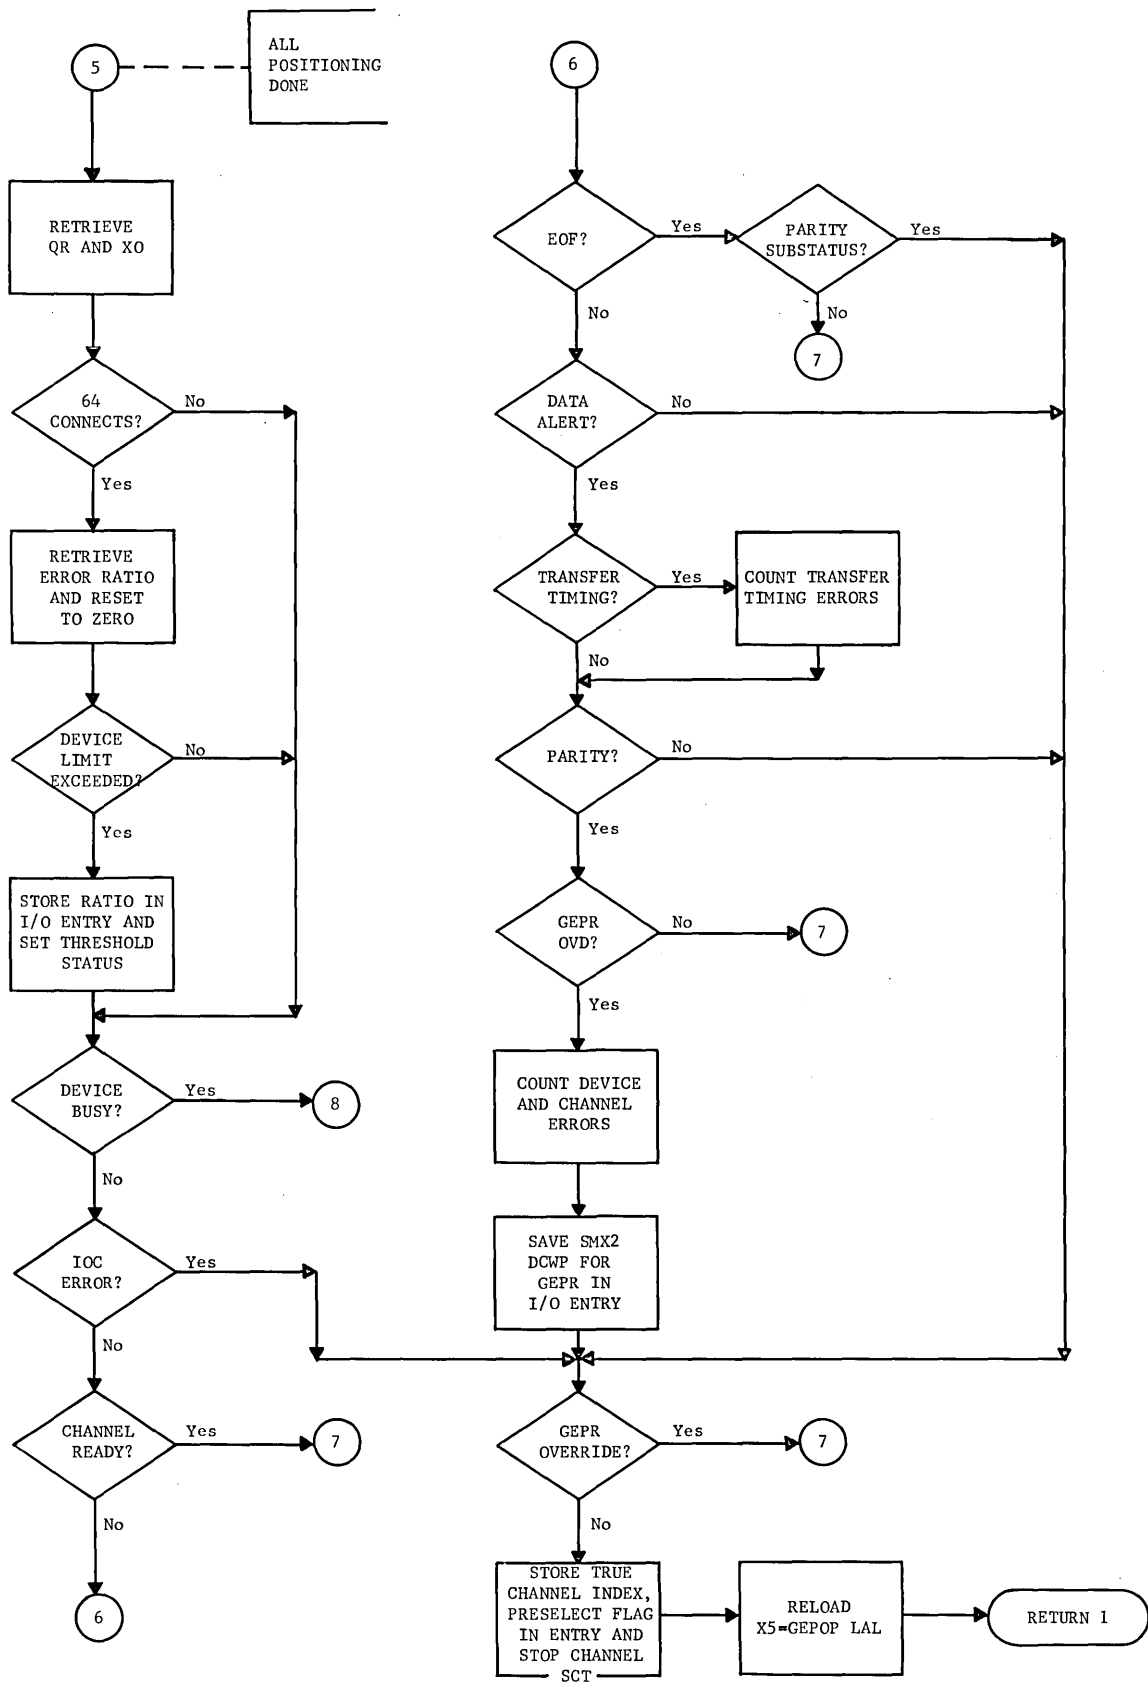 5
ALL
POSITIONING
DONE
RETRIEVE
QR AND XO
64
CONNECTS?
No
Yes
RETRIEVE
ERROR RATIO
AND RESET
TO ZERO
DEVICE
LIMIT
EXCEEDED?
No
Yes
STORE RATIO IN
I/O ENTRY AND
SET THRESHOLD
STATUS
DEVICE
BUSY?
Yes
8
No
IOC
ERROR?
Yes
No
CHANNEL
READY?
Yes
7
No
6
6
EOF?
Yes
PARITY
SUBSTATUS?
Yes
No
7
No
DATA
ALERT?
No
Yes
TRANSFER
TIMING?
Yes
COUNT TRANSFER
TIMING ERRORS
No
PARITY?
No
Yes
GEPR
OVD?
No
7
Yes
COUNT DEVICE
AND CHANNEL
ERRORS
SAVE SMX2
DCWP FOR
GEPR IN
I/O ENTRY
GEPR
OVERRIDE?
Yes
7
No
STORE TRUE
CHANNEL INDEX,
PRESELECT FLAG
IN ENTRY AND
STOP CHANNEL
SCT
RELOAD
X5=GEPOP LAL
RETURN 1